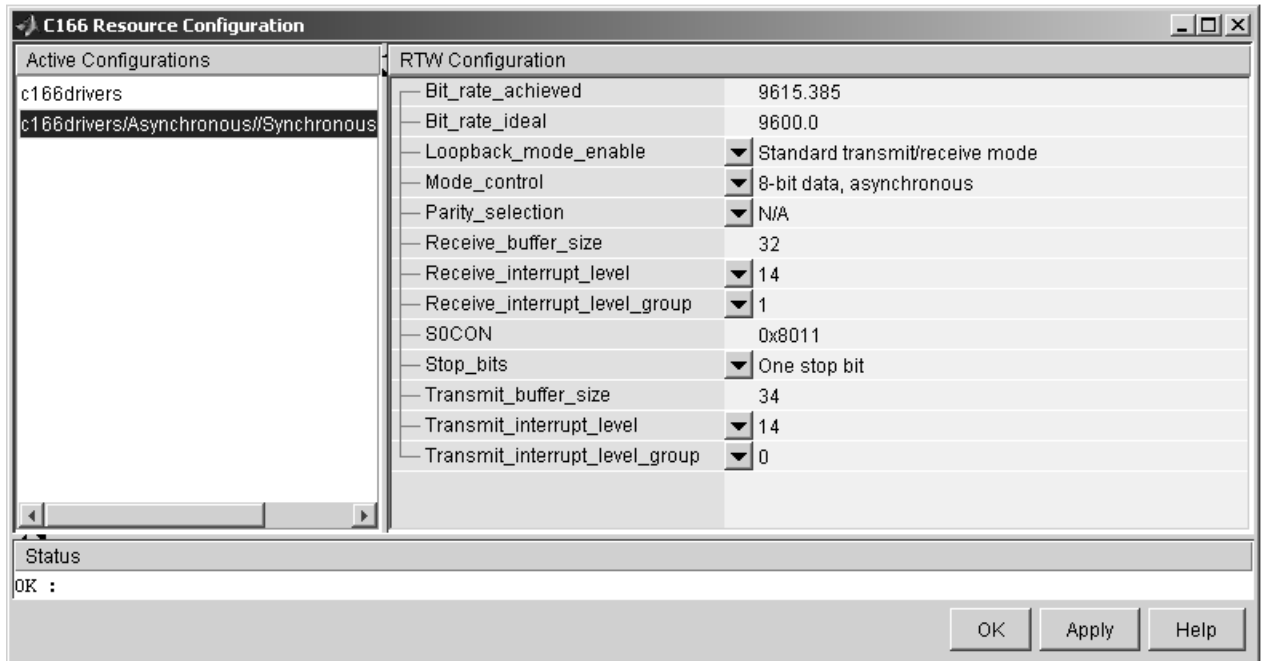 C166 Resource Configuration
Active Configurations
c166drivers
c166drivers/Asynchronous//Synchronous
RTW Configuration
Bit_rate_achieved 9615.385
Bit_rate_ideal 9600.0
Loopback_mode_enable Standard transmit/receive mode
Mode_control 8-bit data, asynchronous
Parity_selection N/A
Receive_buffer_size 32
Receive_interrupt_level 14
Receive_interrupt_level_group 1
S0CON 0x8011
Stop_bits One stop bit
Transmit_buffer_size 34
Transmit_interrupt_level 14
Transmit_interrupt_level_group 0
Status
OK :
OK Apply Help